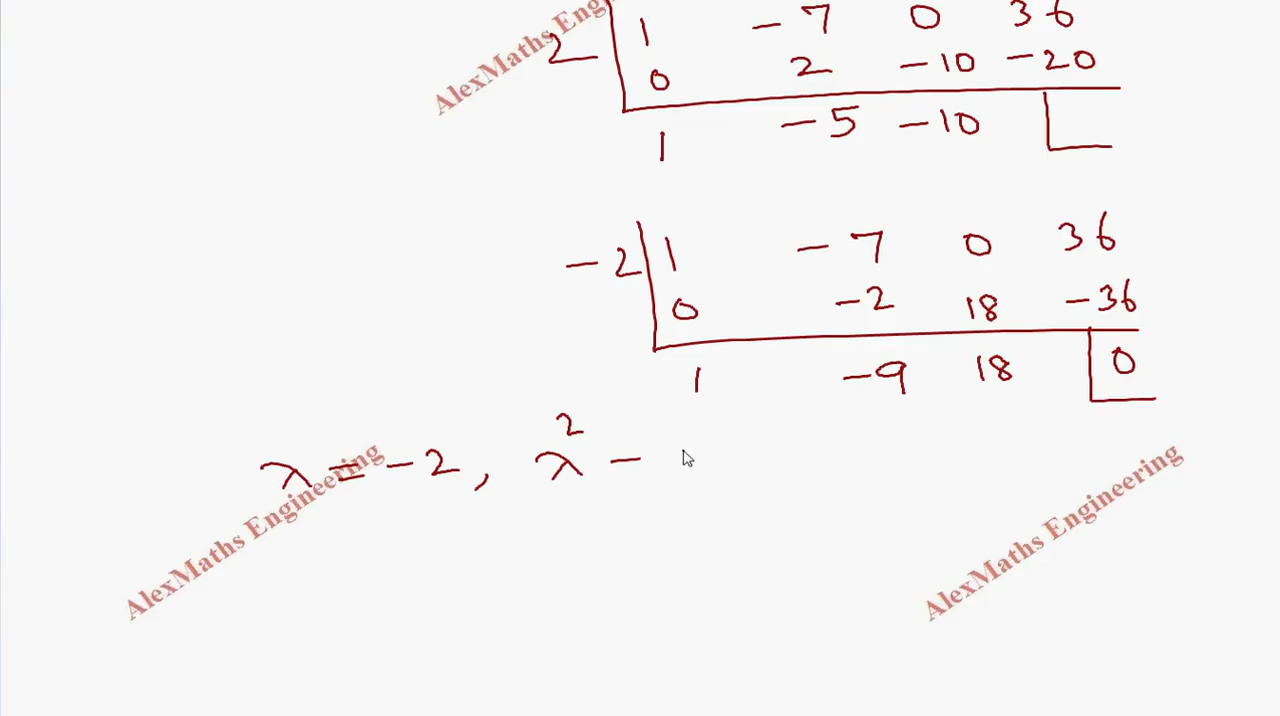 AlexMaths Engine
2 | 1 -7 0 36
0 2 -10 -20
1 -5 -10
-2 | 1 -7 0 36
0 -2 18 -36
1 -9 18 0
λ = -2, λ² -
AlexMaths Engineering
AlexMaths Engineering